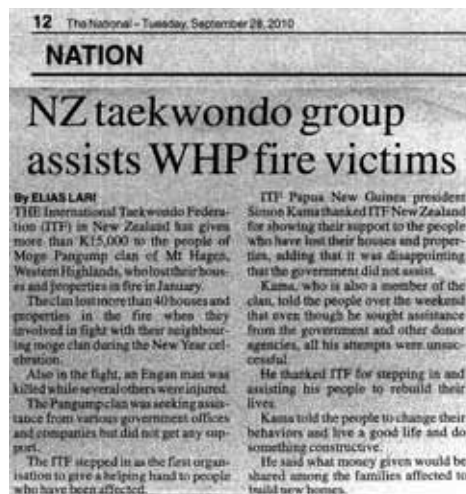 12 The National – Tuesday, September 28, 2010
NATION
NZ taekwondo group
assists WHP fire victims
By ELIAS LARI
THE International Taekwondo Federa-
tion (ITF) in New Zealand has given
more than K15,000 to the people of
Moge Pangump clan of Mt Hagen,
Western Highlands, who lost their hous-
es and properties in fire in January.
The clan lost more than 40 houses and
properties in the fire when they
involved in fight with their neighbour-
ing moge clan during the New Year cel-
ebration.
Also in the fight, an Engan man was
killed while several others were injured.
The Pangump clan was seeking assis-
tance from various government offices
and companies but did not get any sup-
port.
The ITF stepped in as the first organ-
isation to give a helping hand to people
who have been affected.
ITF Papua New Guinea president
Simon Kama thanked ITF New Zealand
for showing their support to the people
who have lost their houses and proper-
ties, adding that it was disappointing
that the government did not assist.
Kama, who is also a member of the
clan, told the people over the weekend
that even though he sought assistance
from the government and other donor
agencies, all his attempts were unsuc-
cessful.
He thanked ITF for stepping in and
assisting his people to rebuild their
lives.
Kama told the people to change their
behaviors and live a good life and do
something constructive.
He said what money given would be
shared among the families affected to
build new homes.